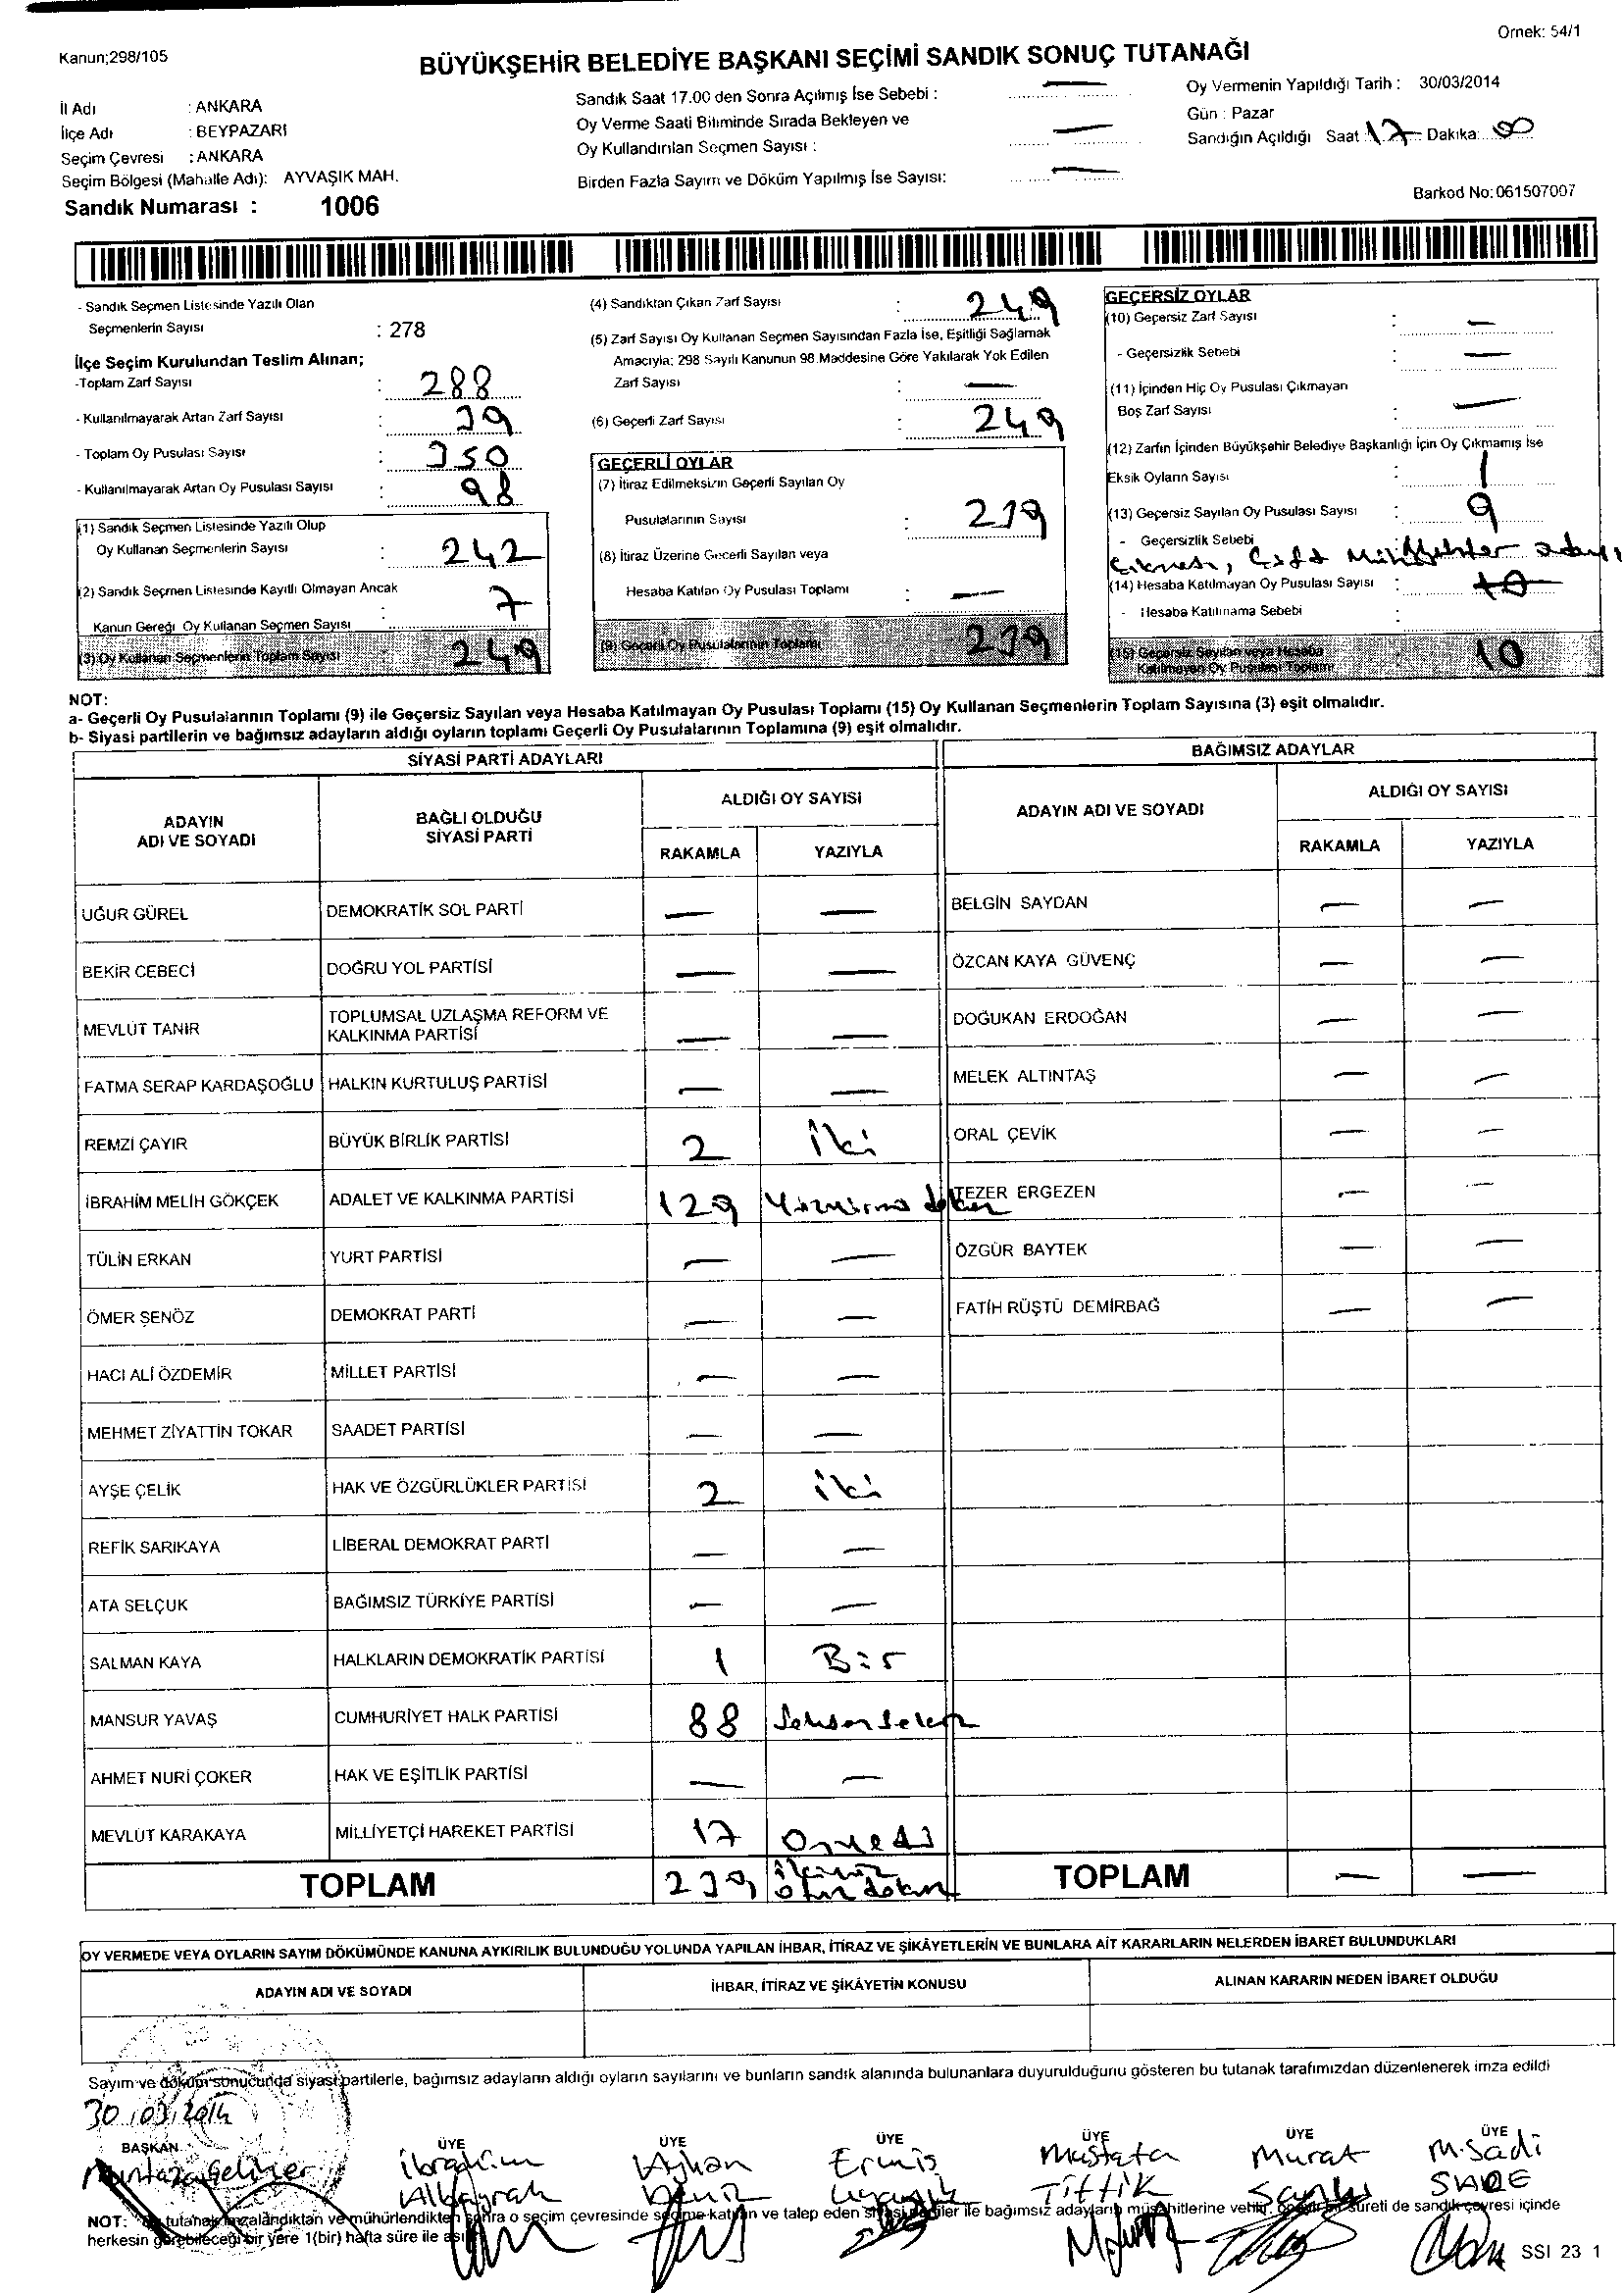 Örnek: 54/1
Kanun;298/105
BÜYÜKŞEHİR BELEDİYE BAŞKANI SEÇİMİ SANDIK SONUÇ TUTANAĞI
İl Adı : ANKARA
İlçe Adı : BEYPAZARI
Seçim Çevresi : ANKARA
Seçim Bölgesi (Mahalle Adı): AYVAŞIK MAH.
Sandık Numarası : 1006
Sandık Saat 17.00 den Sonra Açılmış İse Sebebi : —
Oy Verme Saati Bitiminde Sırada Bekleyen ve
Oy Kullandırılan Seçmen Sayısı : —
Birden Fazla Sayım ve Döküm Yapılmış İse Sayısı: —
Oy Vermenin Yapıldığı Tarih : 30/03/2014
Gün : Pazar
Sandığın Açıldığı Saat 17 Dakika:
Barkod No:061507007
- Sandık Seçmen Listesinde Yazılı Olan
Seçmenlerin Sayısı : 278
İlçe Seçim Kurulundan Teslim Alınan;
-Toplam Zarf Sayısı : 288
- Kullanılmayarak Artan Zarf Sayısı : 39
- Toplam Oy Pusulası Sayısı : 350
- Kullanılmayarak Artan Oy Pusulası Sayısı : 98
(1) Sandık Seçmen Listesinde Yazılı Olup
Oy Kullanan Seçmenlerin Sayısı : 242
(2) Sandık Seçmen Listesinde Kayıtlı Olmayan Ancak
Kanun Gereği Oy Kullanan Seçmen Sayısı : 7
(3) Oy Kullanan Seçmenlerin Toplam Sayısı 249
(4) Sandıktan Çıkan Zarf Sayısı : 249
(5) Zarf Sayısı Oy Kullanan Seçmen Sayısından Fazla İse, Eşitliği Sağlamak
Amacıyla; 298 Sayılı Kanunun 98.Maddesine Göre Yakılarak Yok Edilen
Zarf Sayısı : —
(6) Geçerli Zarf Sayısı : 249
GEÇERLİ OYLAR
(7) İtiraz Edilmeksizin Geçerli Sayılan Oy
Pusulalarının Sayısı : 239
(8) İtiraz Üzerine Geçerli Sayılan veya
Hesaba Katılan Oy Pusulası Toplamı : —
(9) Geçerli Oy Pusulalarının Toplamı 239
GEÇERSİZ OYLAR
(10) Geçersiz Zarf Sayısı : —
- Geçersizlik Sebebi : —
(11) İçinden Hiç Oy Pusulası Çıkmayan
Boş Zarf Sayısı : —
(12) Zarfın İçinden Büyükşehir Belediye Başkanlığı İçin Oy Çıkmamış İse
Eksik Oyların Sayısı : 1
(13) Geçersiz Sayılan Oy Pusulası Sayısı : 9
- Geçersizlik Sebebi
(14) Hesaba Katılmayan Oy Pusulası Sayısı : 10
- Hesaba Katılmama Sebebi :
(15) Geçersiz Sayılan veya Hesaba
Katılmayan Oy Pusulası Toplamı 10
NOT:
a- Geçerli Oy Pusulalarının Toplamı (9) ile Geçersiz Sayılan veya Hesaba Katılmayan Oy Pusulası Toplamı (15) Oy Kullanan Seçmenlerin Toplam Sayısına (3) eşit olmalıdır.
b- Siyasi partilerin ve bağımsız adayların aldığı oyların toplamı Geçerli Oy Pusulalarının Toplamına (9) eşit olmalıdır.
SİYASİ PARTİ ADAYLARI
ADAYIN ADI VE SOYADI
BAĞLI OLDUĞU SİYASİ PARTİ
ALDIĞI OY SAYISI
RAKAMLA YAZIYLA
UĞUR GÜREL DEMOKRATİK SOL PARTİ — —
BEKİR CEBECİ DOĞRU YOL PARTİSİ — —
MEVLÜT TANIR TOPLUMSAL UZLAŞMA REFORM VE
KALKINMA PARTİSİ — —
FATMA SERAP KARDAŞOĞLU HALKIN KURTULUŞ PARTİSİ — —
REMZİ ÇAYIR BÜYÜK BİRLİK PARTİSİ 2 iki
İBRAHİM MELİH GÖKÇEK ADALET VE KALKINMA PARTİSİ 129
TÜLİN ERKAN YURT PARTİSİ — —
ÖMER ŞENÖZ DEMOKRAT PARTİ — —
HACI ALİ ÖZDEMİR MİLLET PARTİSİ — —
MEHMET ZİYATTİN TOKAR SAADET PARTİSİ — —
AYŞE ÇELİK HAK VE ÖZGÜRLÜKLER PARTİSİ 2 iki
REFİK SARIKAYA LİBERAL DEMOKRAT PARTİ — —
ATA SELÇUK BAĞIMSIZ TÜRKİYE PARTİSİ — —
SALMAN KAYA HALKLARIN DEMOKRATİK PARTİSİ 1 Bir
MANSUR YAVAŞ CUMHURİYET HALK PARTİSİ 88 Seksensekiz
AHMET NURİ ÇOKER HAK VE EŞİTLİK PARTİSİ — —
MEVLÜT KARAKAYA MİLLİYETÇİ HAREKET PARTİSİ 17 Onyedi
TOPLAM 239 ikiyüz otuz dokuz
BAĞIMSIZ ADAYLAR
ADAYIN ADI VE SOYADI
ALDIĞI OY SAYISI
RAKAMLA YAZIYLA
BELGİN SAYDAN — —
ÖZCAN KAYA GÜVENÇ — —
DOĞUKAN ERDOĞAN — —
MELEK ALTINTAŞ — —
ORAL ÇEVİK — —
TEZER ERGEZEN — —
ÖZGÜR BAYTEK — —
FATİH RÜŞTÜ DEMİRBAĞ — —
TOPLAM — —
OY VERMEDE VEYA OYLARIN SAYIM DÖKÜMÜNDE KANUNA AYKIRILIK BULUNDUĞU YOLUNDA YAPILAN İHBAR, İTİRAZ VE ŞİKÂYETLERİN VE BUNLARA AİT KARARLARIN NELERDEN İBARET BULUNDUKLARI
ADAYIN ADI VE SOYADI İHBAR, İTİRAZ VE ŞİKÂYETİN KONUSU ALINAN KARARIN NEDEN İBARET OLDUĞU
Sayım ve döküm sonucunda siyasi partilerle, bağımsız adayların aldığı oyların sayılarını ve bunların sandık alanında bulunanlara duyurulduğunu gösteren bu tutanak tarafımızdan düzenlenerek imza edildi
30/03/2014
BAŞKAN ÜYE ÜYE ÜYE ÜYE ÜYE ÜYE
İbrahim Ayhan Ermiş Mustafa Murat M.Sadi
Albayrak Deniz Tiftik
NOT: Bu tutanak imzalandıktan ve mühürlendikten sonra o seçim çevresinde seçime katılan ve talep eden siyasi partiler ile bağımsız adayların müşahitlerine verilir. onaylı bir sureti de sandık çevresi içinde
herkesin görebileceği bir yere 1(bir) hafta süre ile asılır
SSI 23 1